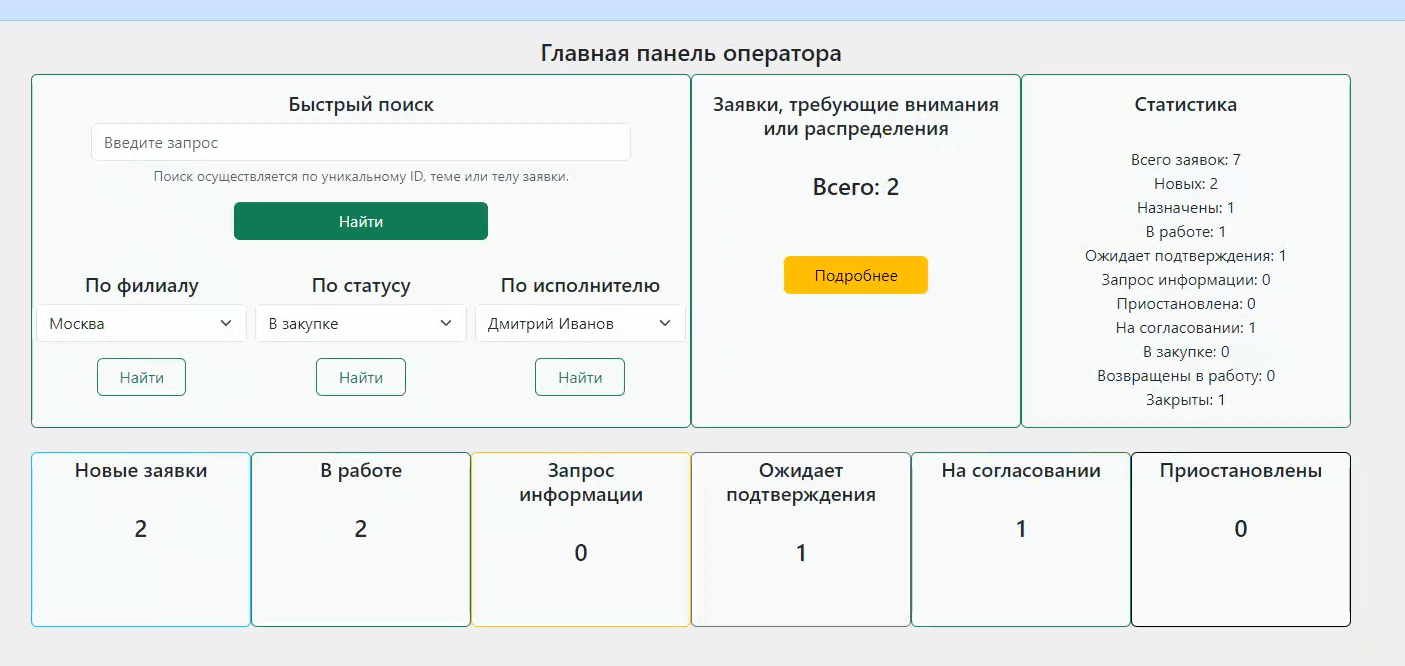 Главная панель оператора
Быстрый поиск
Введите запрос
Поиск осуществляется по уникальному ID, теме или телу заявки.
Найти
По филиалу
Москва
Найти
По статусу
В закупке
Найти
По исполнителю
Дмитрий Иванов
Найти
Заявки, требующие внимания
или распределения
Всего: 2
Подробнее
Статистика
Всего заявок: 7
Новых: 2
Назначены: 1
В работе: 1
Ожидает подтверждения: 1
Запрос информации: 0
Приостановлена: 0
На согласовании: 1
В закупке: 0
Возвращены в работу: 0
Закрыты: 1
Новые заявки
2
В работе
2
Запрос
информации
0
Ожидает
подтверждения
1
На согласовании
1
Приостановлены
0